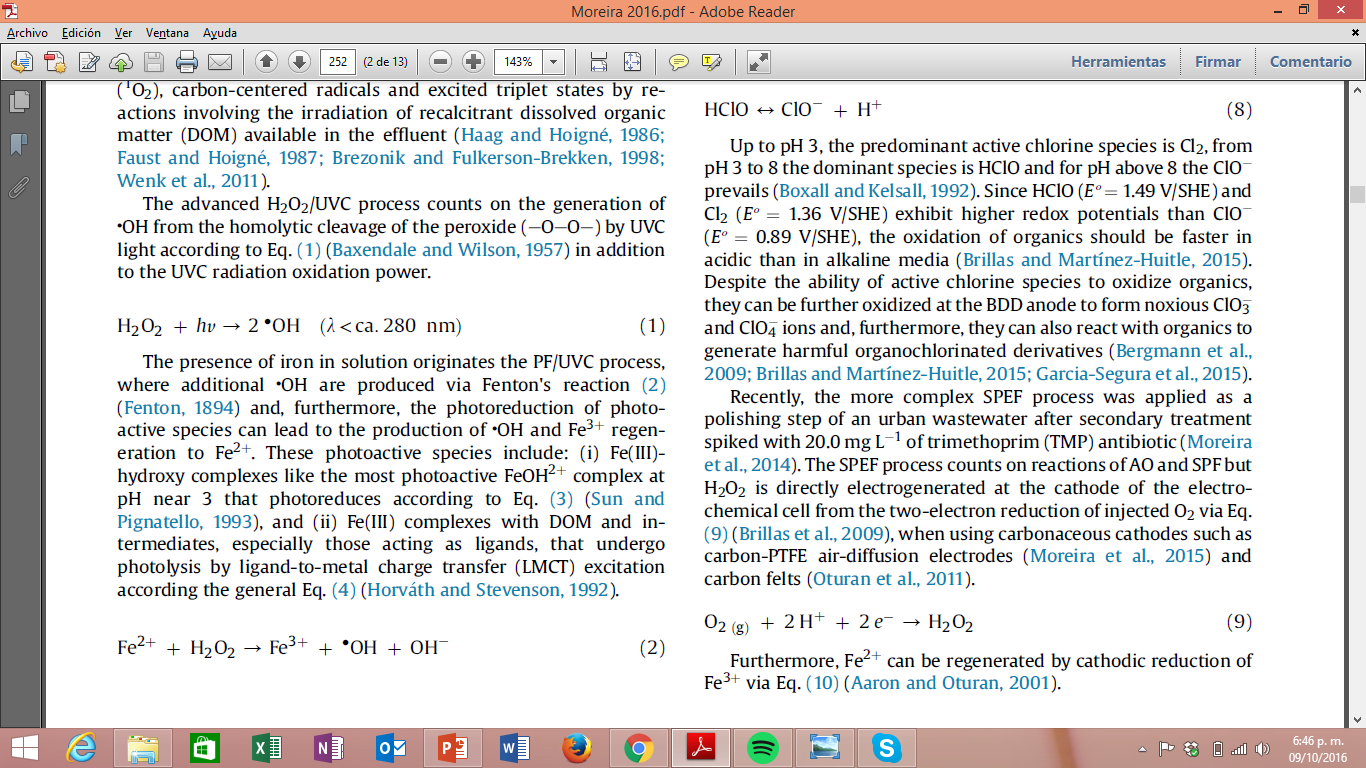 Moreira 2016.pdf - Adobe Reader
Archivo Edición Ver Ventana Ayuda
252 (2 de 13) 143% Herramientas Firmar Comentario
(¹O₂), carbon-centered radicals and excited triplet states by re-
actions involving the irradiation of recalcitrant dissolved organic
matter (DOM) available in the effluent (Haag and Hoigné, 1986;
Faust and Hoigné, 1987; Brezonik and Fulkerson-Brekken, 1998;
Wenk et al., 2011).
The advanced H₂O₂/UVC process counts on the generation of
•OH from the homolytic cleavage of the peroxide (−O−O−) by UVC
light according to Eq. (1) (Baxendale and Wilson, 1957) in addition
to the UVC radiation oxidation power.
H₂O₂ + hν → 2 •OH (λ < ca. 280 nm) (1)
The presence of iron in solution originates the PF/UVC process,
where additional •OH are produced via Fenton's reaction (2)
(Fenton, 1894) and, furthermore, the photoreduction of photo-
active species can lead to the production of •OH and Fe³⁺ regen-
eration to Fe²⁺. These photoactive species include: (i) Fe(III)-
hydroxy complexes like the most photoactive FeOH²⁺ complex at
pH near 3 that photoreduces according to Eq. (3) (Sun and
Pignatello, 1993), and (ii) Fe(III) complexes with DOM and in-
termediates, especially those acting as ligands, that undergo
photolysis by ligand-to-metal charge transfer (LMCT) excitation
according the general Eq. (4) (Horváth and Stevenson, 1992).
Fe²⁺ + H₂O₂ → Fe³⁺ + •OH + OH⁻ (2)
HClO ↔ ClO⁻ + H⁺ (8)
Up to pH 3, the predominant active chlorine species is Cl₂, from
pH 3 to 8 the dominant species is HClO and for pH above 8 the ClO⁻
prevails (Boxall and Kelsall, 1992). Since HClO (Eº = 1.49 V/SHE) and
Cl₂ (Eº = 1.36 V/SHE) exhibit higher redox potentials than ClO⁻
(Eº = 0.89 V/SHE), the oxidation of organics should be faster in
acidic than in alkaline media (Brillas and Martínez-Huitle, 2015).
Despite the ability of active chlorine species to oxidize organics,
they can be further oxidized at the BDD anode to form noxious ClO₃⁻
and ClO₄⁻ ions and, furthermore, they can also react with organics to
generate harmful organochlorinated derivatives (Bergmann et al.,
2009; Brillas and Martínez-Huitle, 2015; Garcia-Segura et al., 2015).
Recently, the more complex SPEF process was applied as a
polishing step of an urban wastewater after secondary treatment
spiked with 20.0 mg L⁻¹ of trimethoprim (TMP) antibiotic (Moreira
et al., 2014). The SPEF process counts on reactions of AO and SPF but
H₂O₂ is directly electrogenerated at the cathode of the electro-
chemical cell from the two-electron reduction of injected O₂ via Eq.
(9) (Brillas et al., 2009), when using carbonaceous cathodes such as
carbon-PTFE air-diffusion electrodes (Moreira et al., 2015) and
carbon felts (Oturan et al., 2011).
O₂ (g) + 2 H⁺ + 2 e⁻ → H₂O₂ (9)
Furthermore, Fe²⁺ can be regenerated by cathodic reduction of
Fe³⁺ via Eq. (10) (Aaron and Oturan, 2001).
6:46 p. m.
09/10/2016